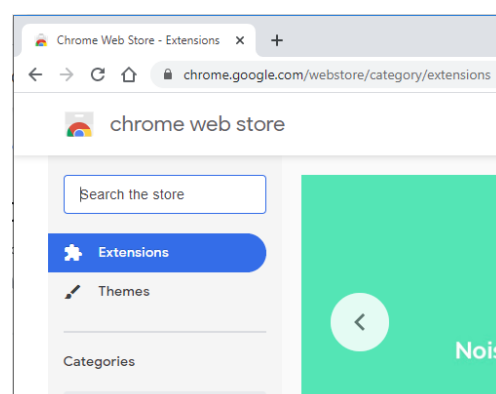 Chrome Web Store - Extensions
chrome.google.com/webstore/category/extensions
chrome web store
Search the store
Extensions
Themes
Categories
Nois